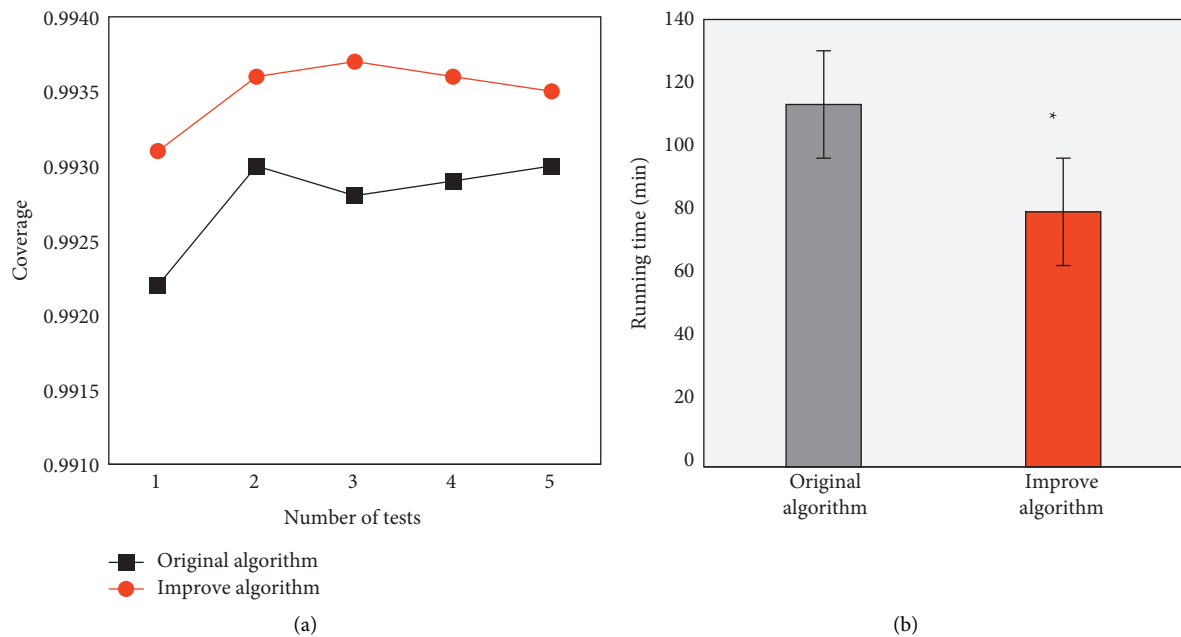 0.9940
0.9935
0.9930
0.9925
0.9920
0.9915
0.9910
Coverage
1 2 3 4 5
Number of tests
Original algorithm
Improve algorithm
(a)
140
120
100
80
60
40
20
0
Running time (min)
*
Original
algorithm
Improve
algorithm
(b)